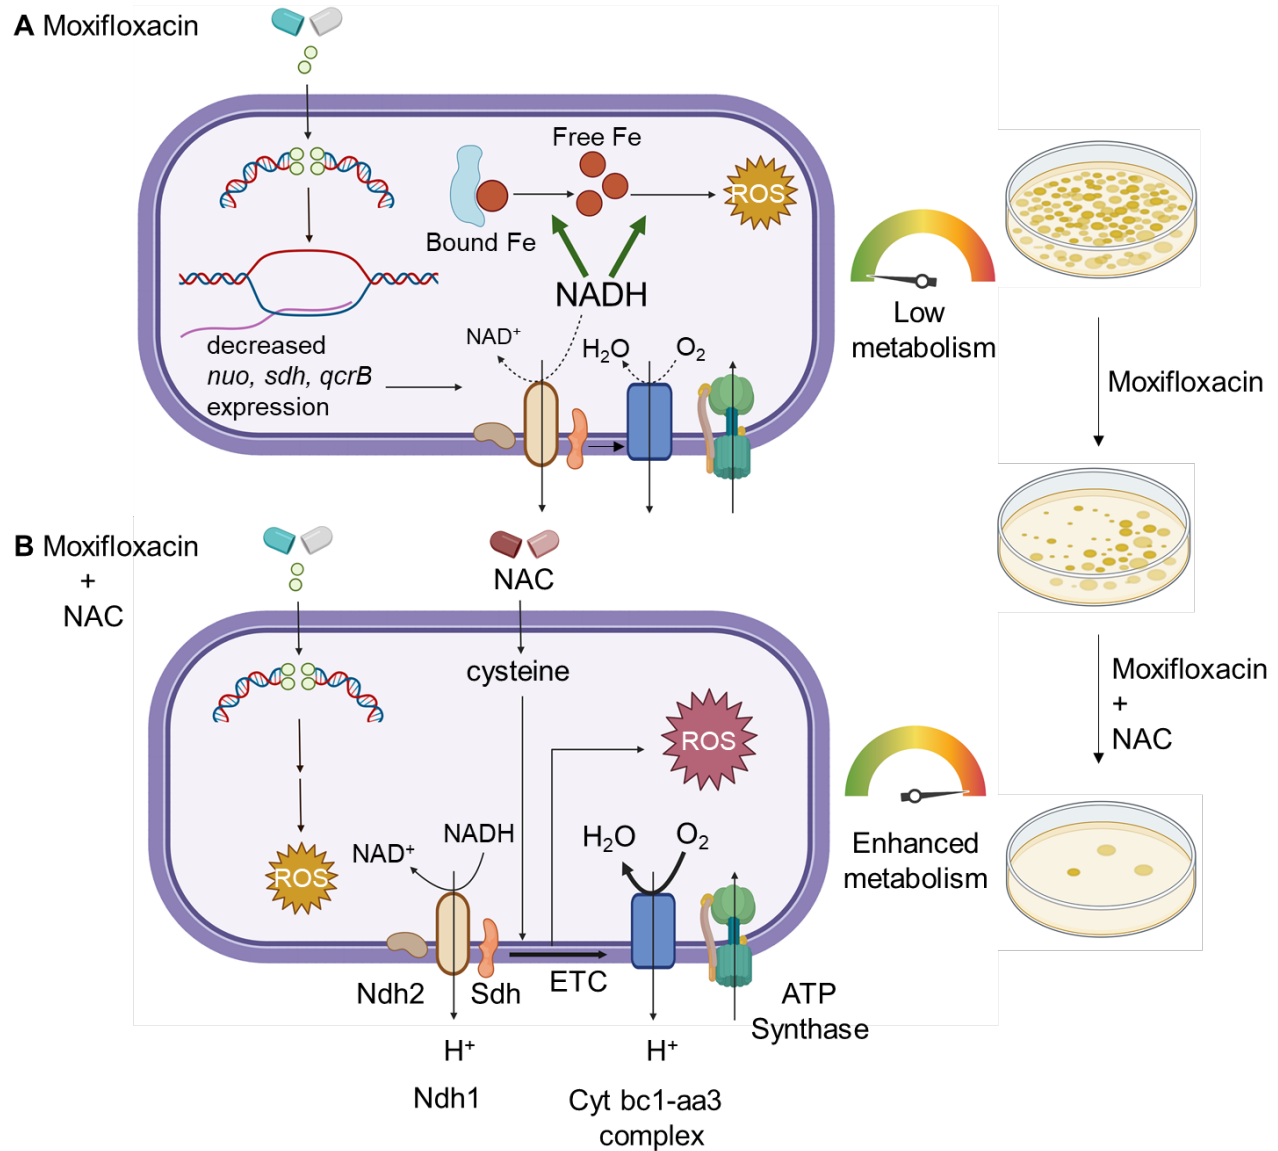 A Moxifloxacin
Free Fe
ROS
Bound Fe
NADH
NAD⁺
H₂O
O₂
decreased
nuo, sdh, qcrB
expression
Low
metabolism
Moxifloxacin
B Moxifloxacin
+
NAC
NAC
cysteine
ROS
Moxifloxacin
+
NAC
NADH
NAD⁺
H₂O
O₂
ROS
Enhanced
metabolism
Ndh2
Sdh
ETC
ATP
Synthase
H⁺
H⁺
Ndh1
Cyt bc1-aa3
complex